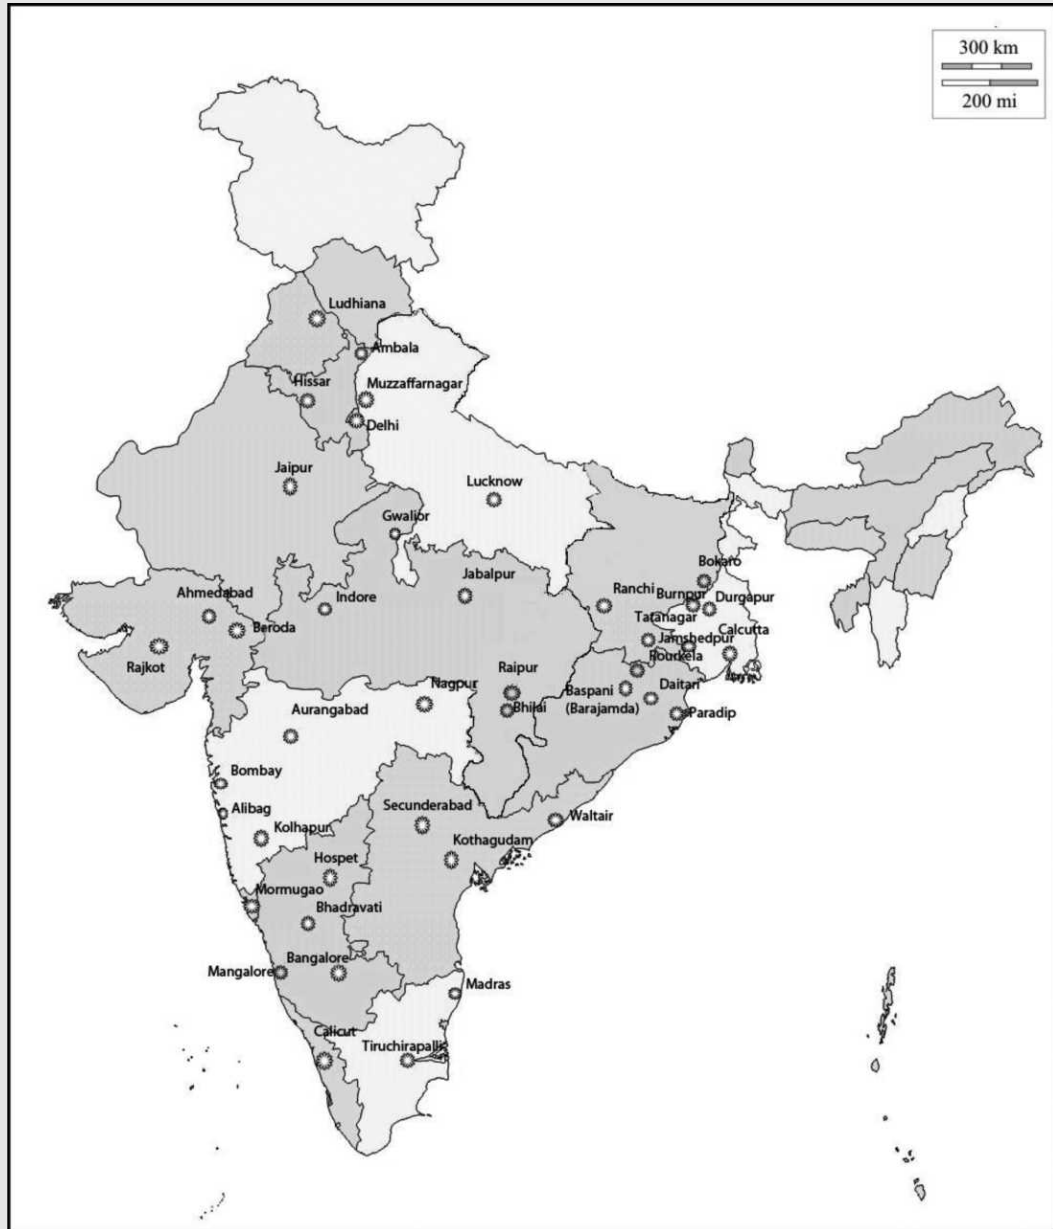 300 km
200 mi
Ludhiana
Ambala
Hissar
Muzzaffarnagar
Delhi
Jaipur
Lucknow
Gwalior
Bokaro
Jabalpur
Ahmedabad
Indore
Ranchi
Burnpur
Durgapur
Tatanagar
Beroda
Calcutta
Jamshedpur
Rajkot
Raipur
Rourkela
Nagpur
Baspani
Daitari
(Barajamda)
Bhilai
Aurangabad
Paradip
Bombay
Alibag
Secunderabad
Waltair
Kolhapur
Kothagudam
Hospet
Mormugao
Bhadravati
Bangalore
Mangalore
Madras
Calicut
Tiruchirapalli